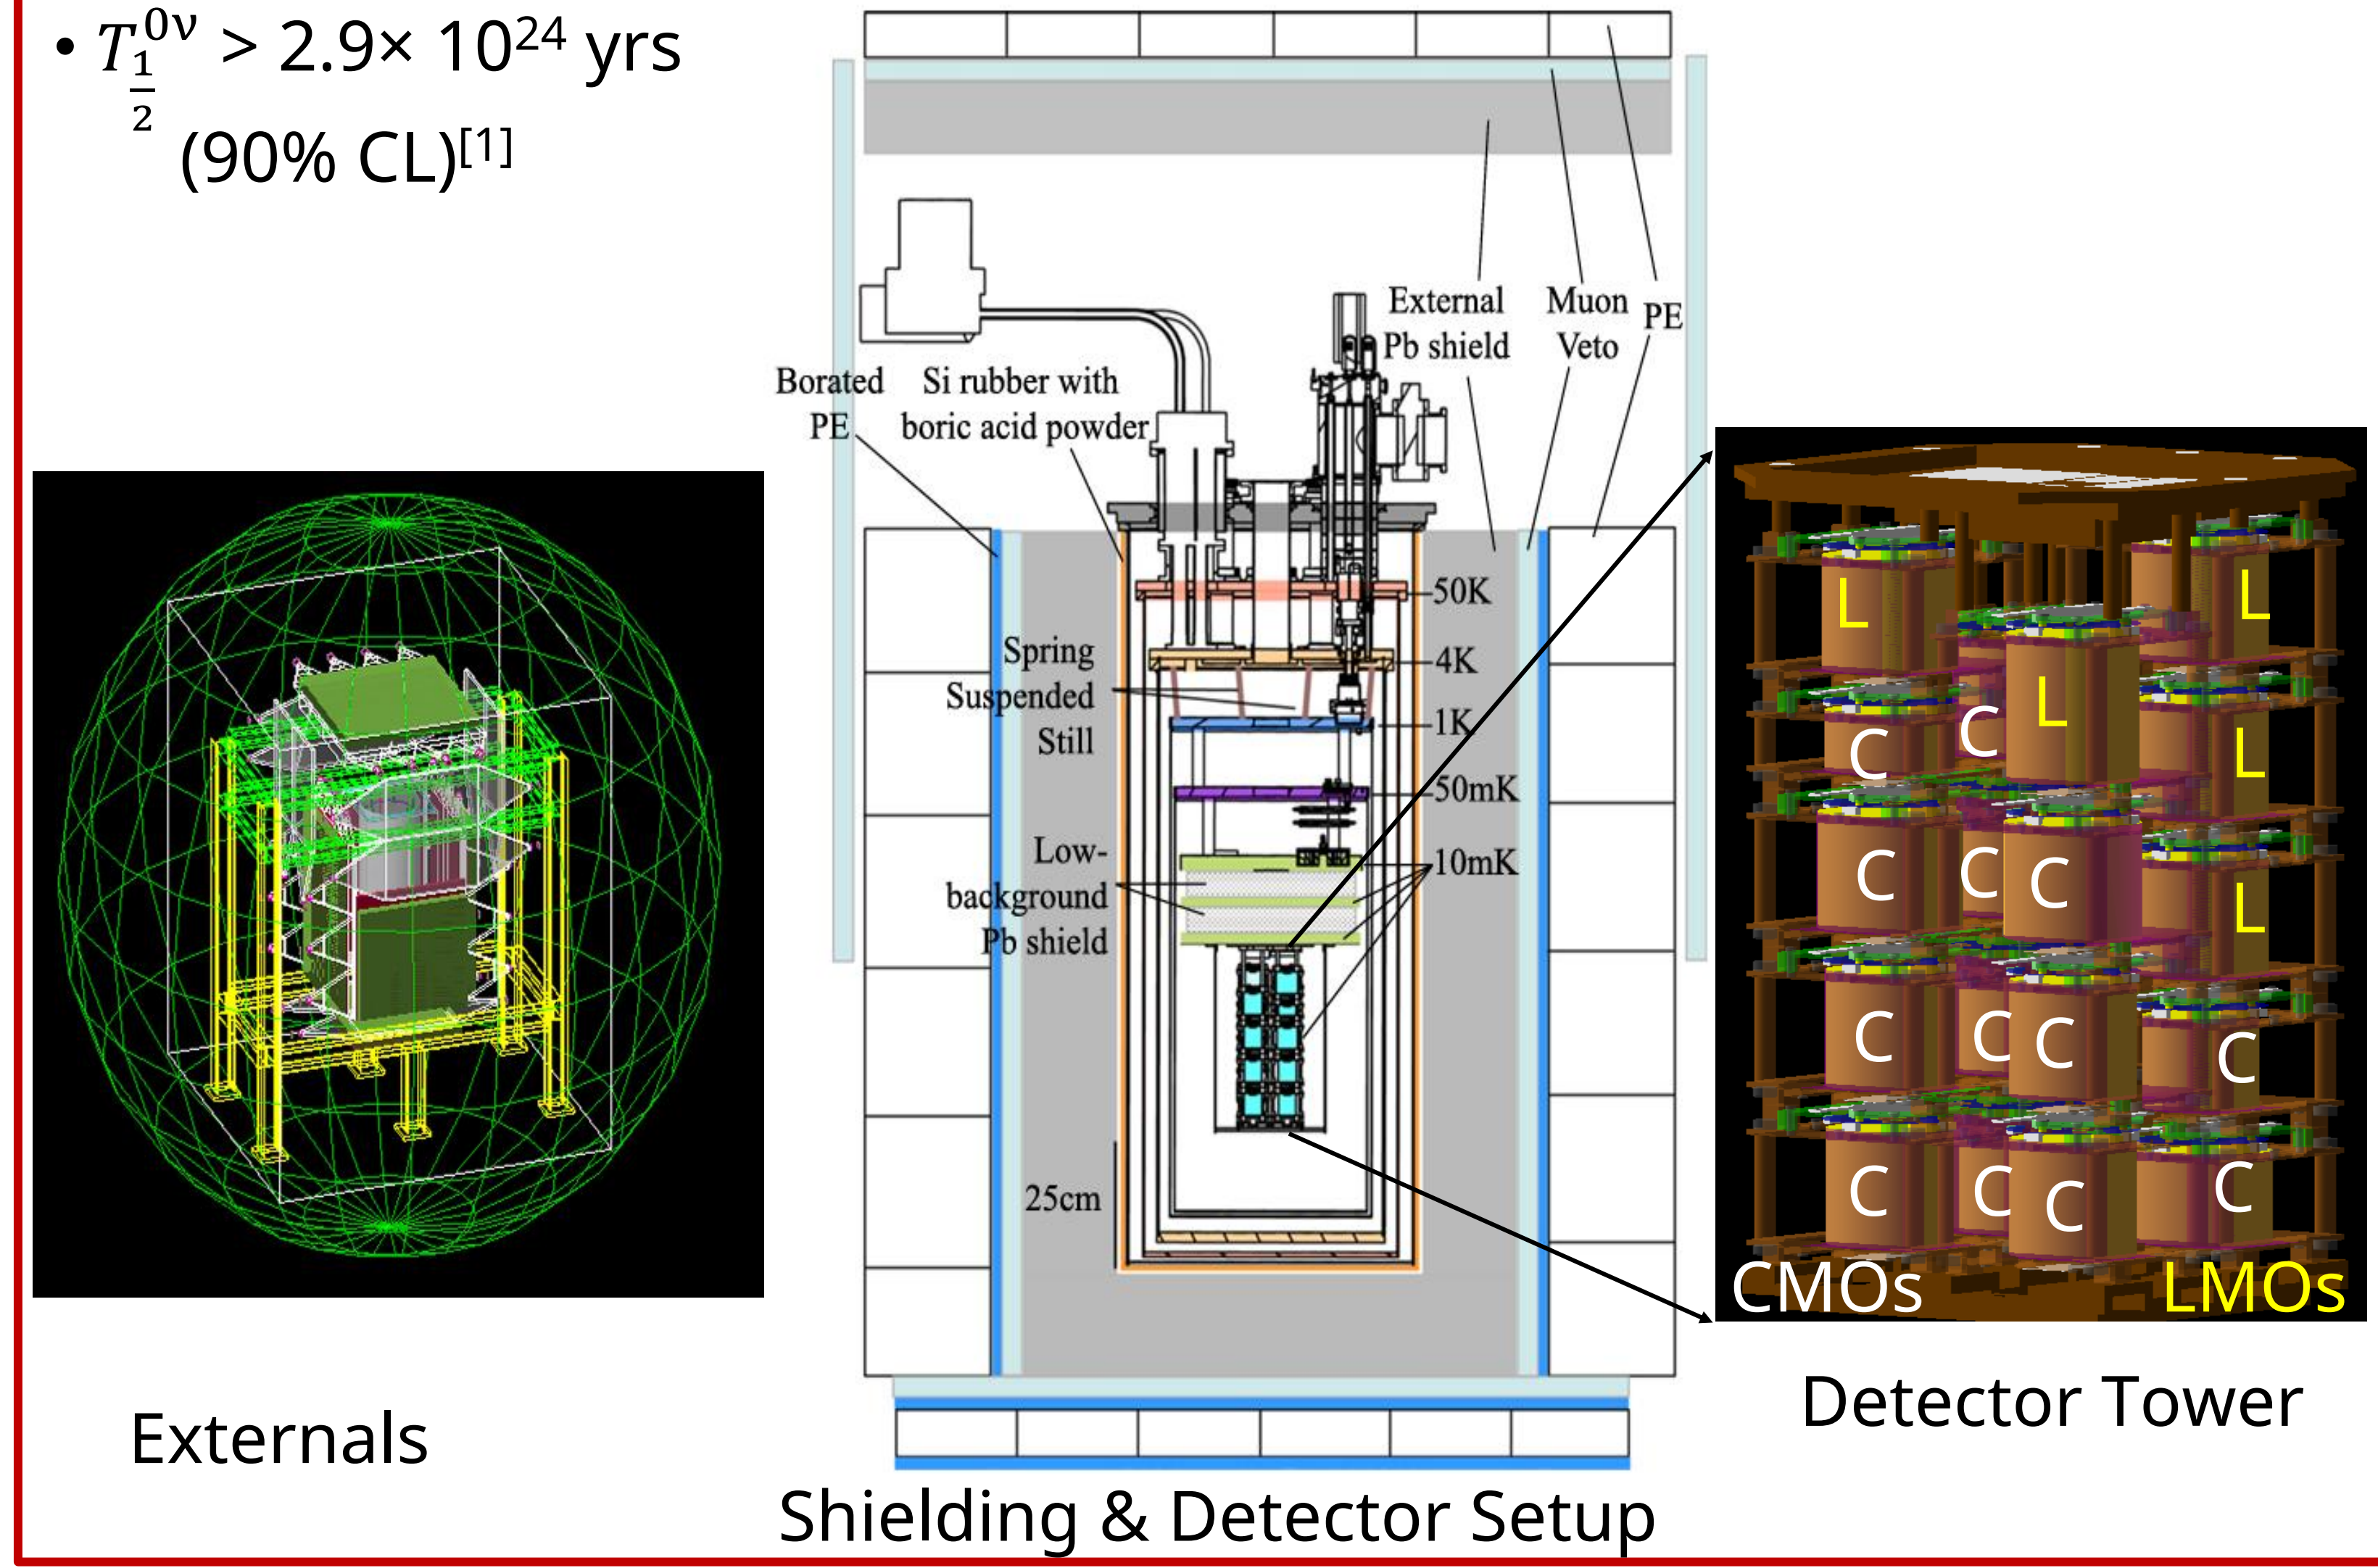 • T^{0ν}_{1/2} > 2.9× 10^{24} yrs
(90% CL)^{[1]}
External
Pb shield
Muon
Veto
PE
Borated
PE
Si rubber with
boric acid powder
50K
Spring
Suspended
Still
4K
1K
50mK
Low-
background
Pb shield
10mK
25cm
L
L
L
C
C
L
C
C
C
L
C
C
C
C
C
C
C
C
CMOs
LMOs
Externals
Detector Tower
Shielding & Detector Setup